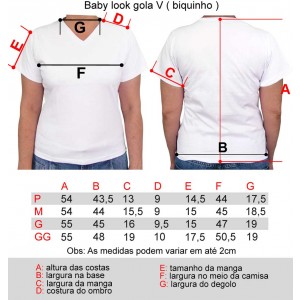 Baby look gola V ( biquinho )
G
D
E
F
C
A
B
A B C D E F G
P 54 43,5 13 9 14,5 44 17,5
M 54 44 15,5 9 15 45 18,5
G 55 45 16 9,5 15 47 19
GG 55 48 19 10 17 50,5 19
Obs: As medidas podem variar em até 2cm
A: altura das costas
B: largura na base
C: largura da manga
D: costura do ombro
E: tamanho da manga
F: largura no meio da camisa
G: largura do degolo